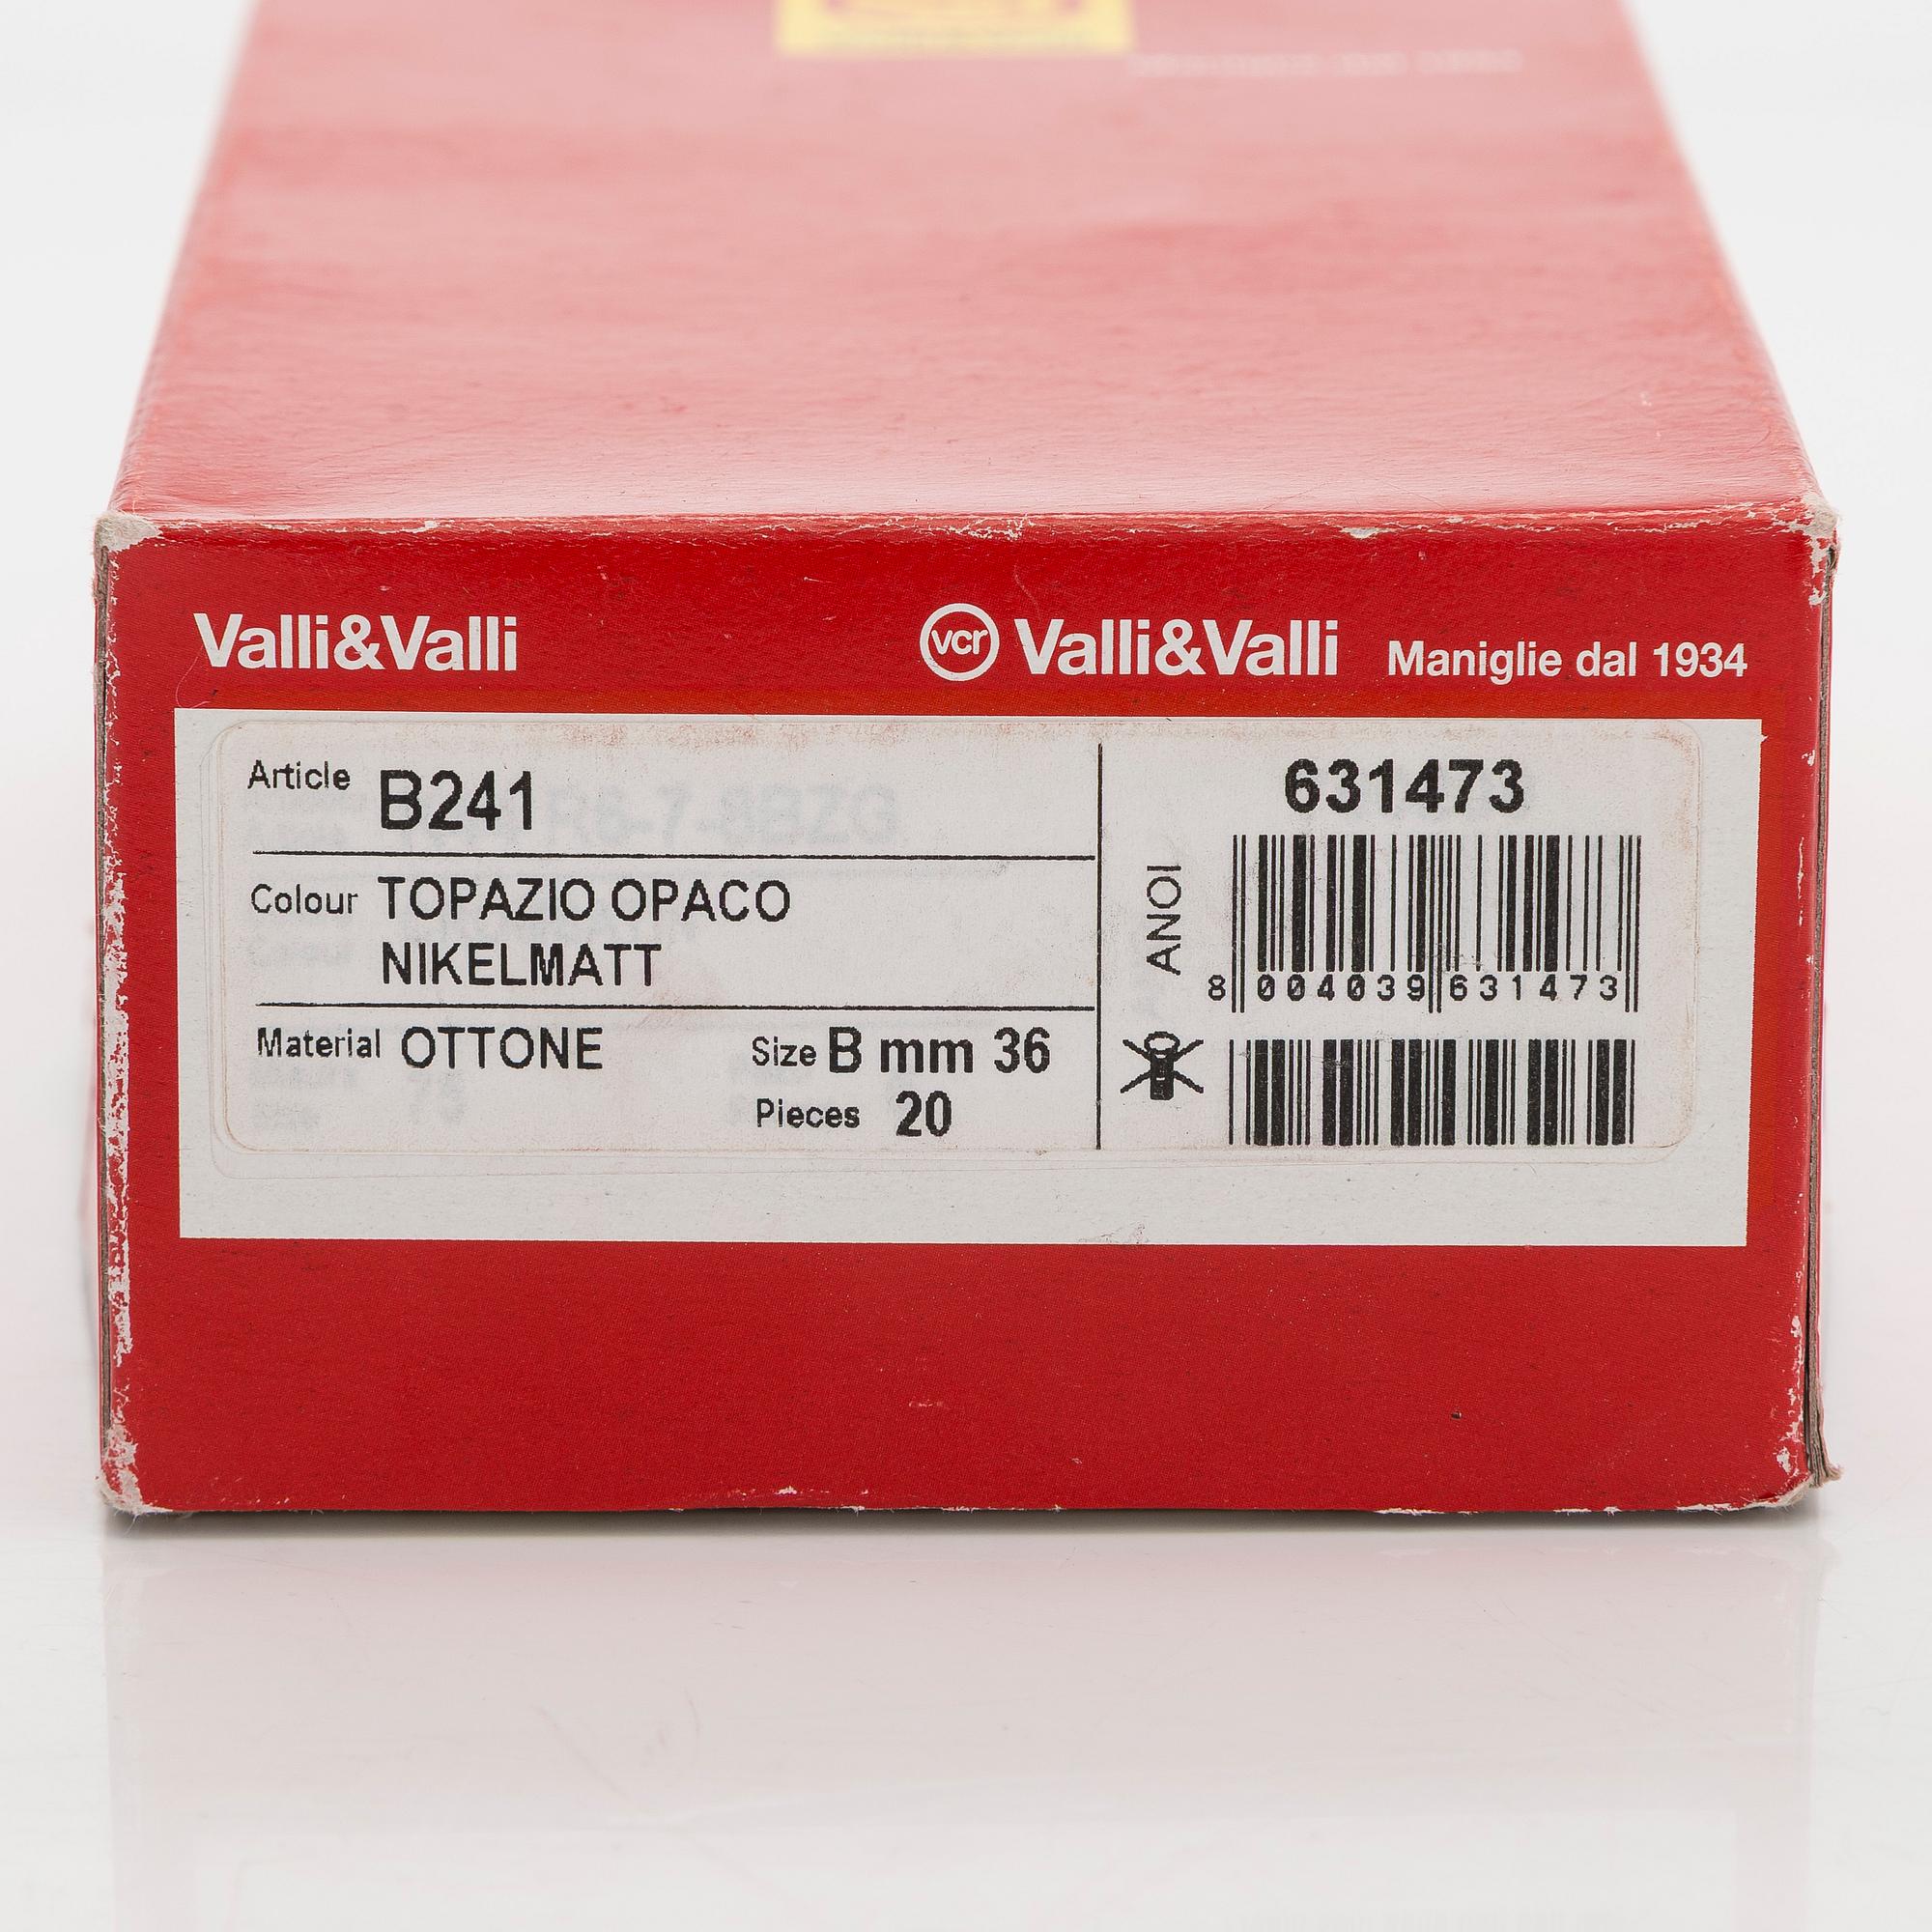 Valli&Valli
vcr Valli&Valli Maniglie dal 1934
Article B241
Colour TOPAZIO OPACO
NIKELMATT
Material OTTONE Size B mm 36
Pieces 20
631473
ANOI
8 004039 631473